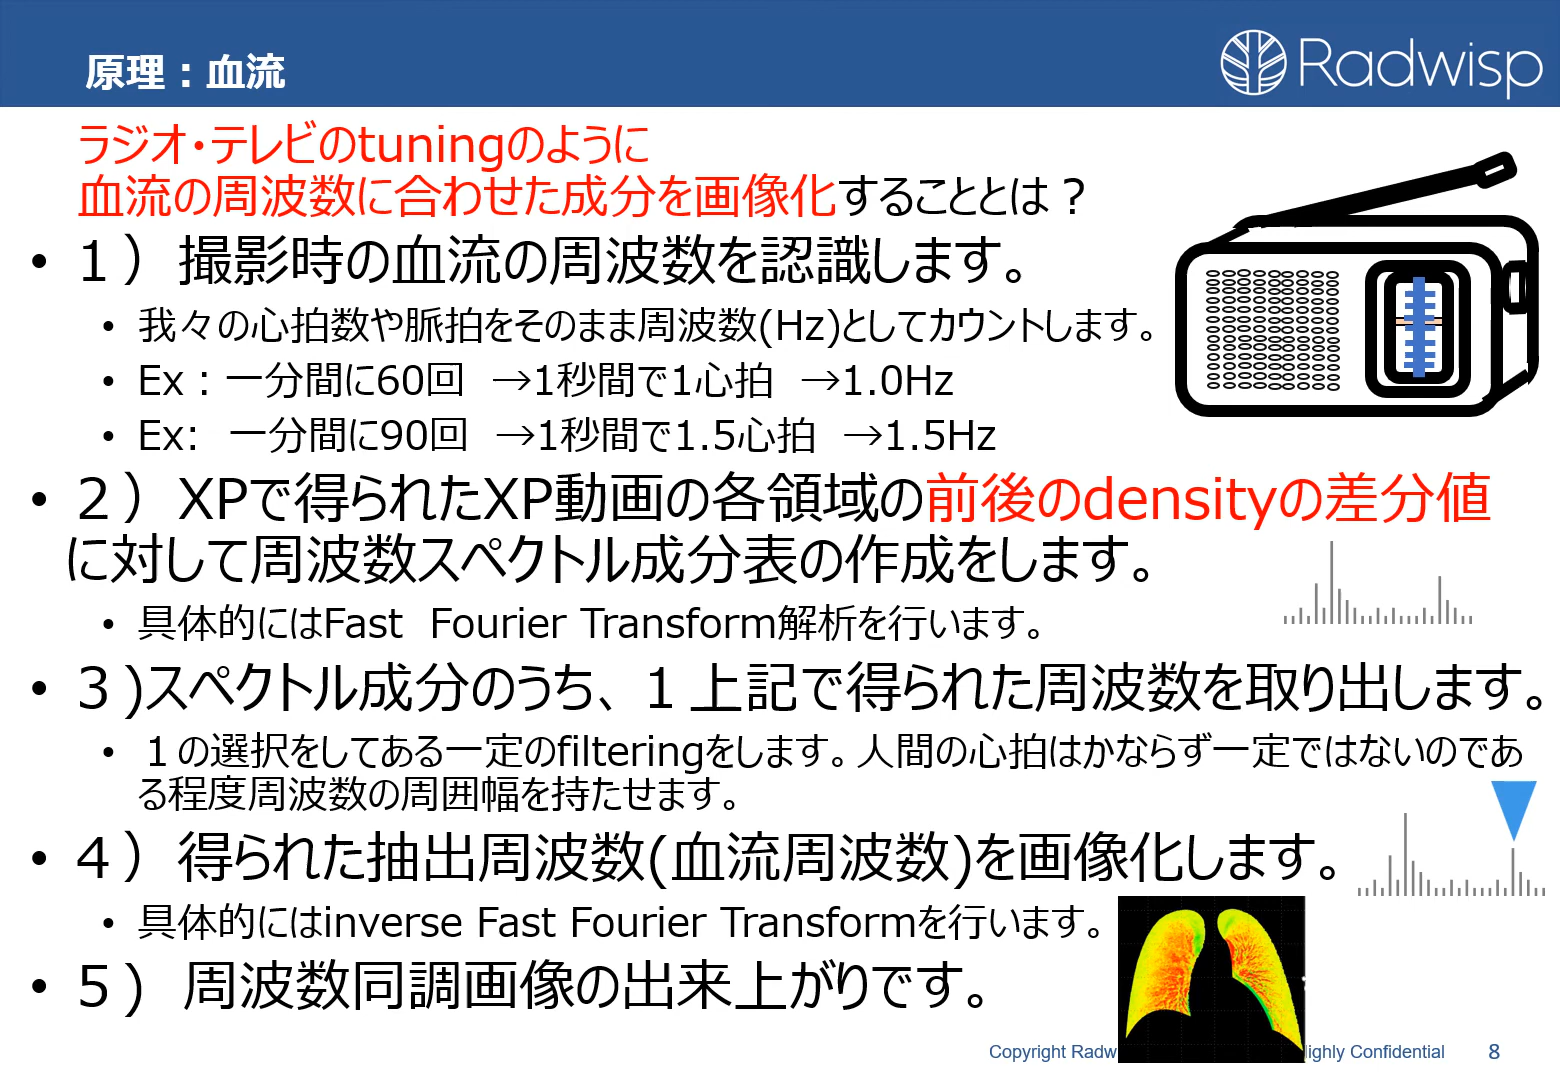 原理：血流
Radwisp
ラジオ・テレビのtuningのように
血流の周波数に合わせた成分を画像化することとは？
• １）撮影時の血流の周波数を認識します。
• 我々の心拍数や脈拍をそのまま周波数(Hz)としてカウントします。
• Ex：一分間に60回　→1秒間で1心拍　→1.0Hz
• Ex:　一分間に90回　→1秒間で1.5心拍　→1.5Hz
• ２）XPで得られたXP動画の各領域の前後のdensityの差分値
に対して周波数スペクトル成分表の作成をします。
• 具体的にはFast Fourier Transform解析を行います。
• ３)スペクトル成分のうち、１上記で得られた周波数を取り出します。
• １の選択をしてある一定のfilteringをします。人間の心拍はかならず一定ではないのであ
る程度周波数の周囲幅を持たせます。
• ４）得られた抽出周波数(血流周波数)を画像化します。
• 具体的にはinverse Fast Fourier Transformを行います。
• ５) 周波数同調画像の出来上がりです。
Copyright Confidential 8